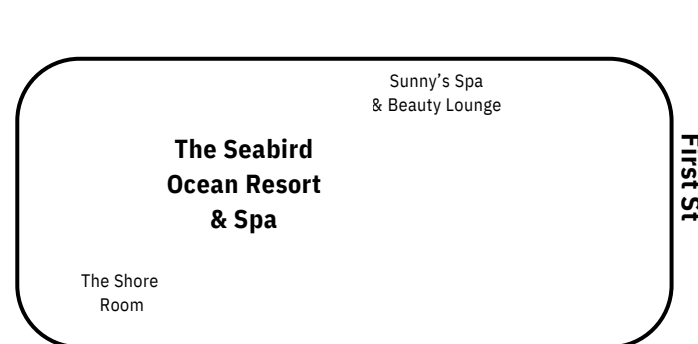 Sunny’s Spa
& Beauty Lounge
The Seabird
Ocean Resort
& Spa
First St
The Shore
Room